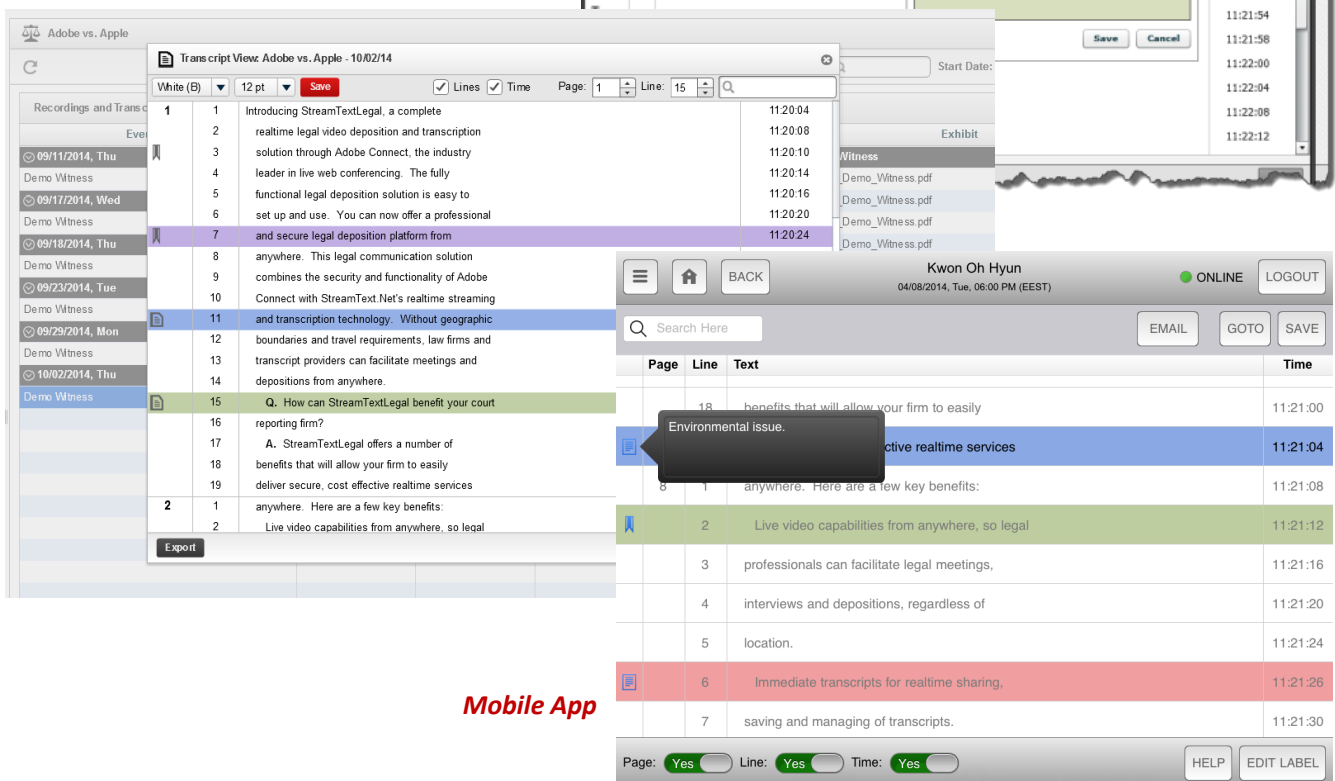 11:21:54
Save Cancel 11:21:58
11:22:00
11:22:04
11:22:08
11:22:12
Adobe vs. Apple
Start Date:
Recordings and Transc
Exhibit
09/11/2014, Thu
Witness
Demo Witness
_Demo_Witness.pdf
09/17/2014, Wed
_Demo_Witness.pdf
Demo Witness
_Demo_Witness.pdf
09/18/2014, Thu
_Demo_Witness.pdf
Demo Witness
09/23/2014, Tue
Demo Witness
09/29/2014, Mon
Demo Witness
10/02/2014, Thu
Demo Witness
Transcript View: Adobe vs. Apple - 10/02/14
White (B) 12 pt Save Lines Time Page: 1 Line: 15
1 1 Introducing StreamTextLegal, a complete 11:20:04
2 realtime legal video deposition and transcription 11:20:08
3 solution through Adobe Connect, the industry 11:20:10
4 leader in live web conferencing. The fully 11:20:14
5 functional legal deposition solution is easy to 11:20:16
6 set up and use. You can now offer a professional 11:20:20
7 and secure legal deposition platform from 11:20:24
8 anywhere. This legal communication solution
9 combines the security and functionality of Adobe
10 Connect with StreamText.Net's realtime streaming
11 and transcription technology. Without geographic
12 boundaries and travel requirements, law firms and
13 transcript providers can facilitate meetings and
14 depositions from anywhere.
15 Q. How can StreamTextLegal benefit your court
16 reporting firm?
17 A. StreamTextLegal offers a number of
18 benefits that will allow your firm to easily
19 deliver secure, cost effective realtime services
2 1 anywhere. Here are a few key benefits:
2 Live video capabilities from anywhere, so legal
Export
Mobile App
BACK Kwon Oh Hyun ONLINE LOGOUT
04/08/2014, Tue, 06:00 PM (EEST)
Search Here EMAIL GOTO SAVE
Page Line Text Time
18 benefits that will allow your firm to easily 11:21:00
Environmental issue.
ctive realtime services 11:21:04
8 1 anywhere. Here are a few key benefits: 11:21:08
2 Live video capabilities from anywhere, so legal 11:21:12
3 professionals can facilitate legal meetings, 11:21:16
4 interviews and depositions, regardless of 11:21:20
5 location. 11:21:24
6 Immediate transcripts for realtime sharing, 11:21:26
7 saving and managing of transcripts. 11:21:30
Page: Yes Line: Yes Time: Yes HELP EDIT LABEL